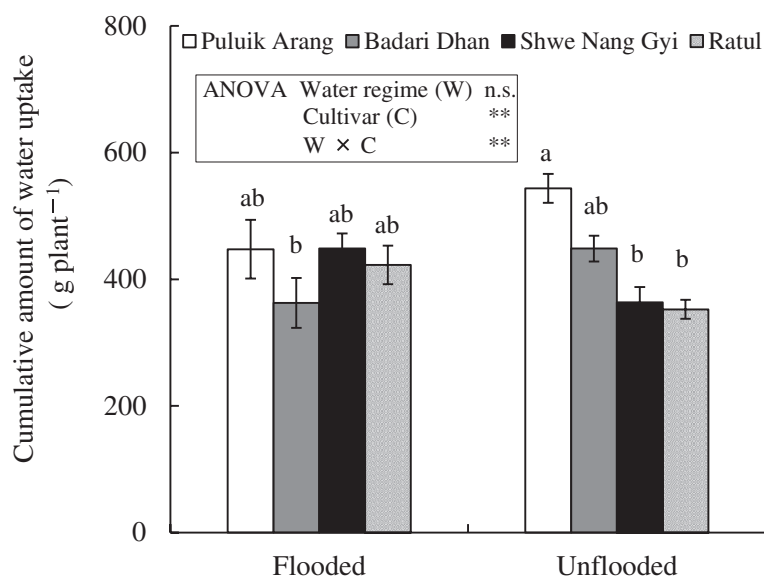 Cumulative amount of water uptake
( g plant⁻¹)
800
600
400
200
0
Puluik Arang Badari Dhan Shwe Nang Gyi Ratul
ANOVA Water regime (W) n.s.
Cultivar (C) **
W × C **
ab
b
ab
ab
a
ab
b
b
Flooded Unflooded